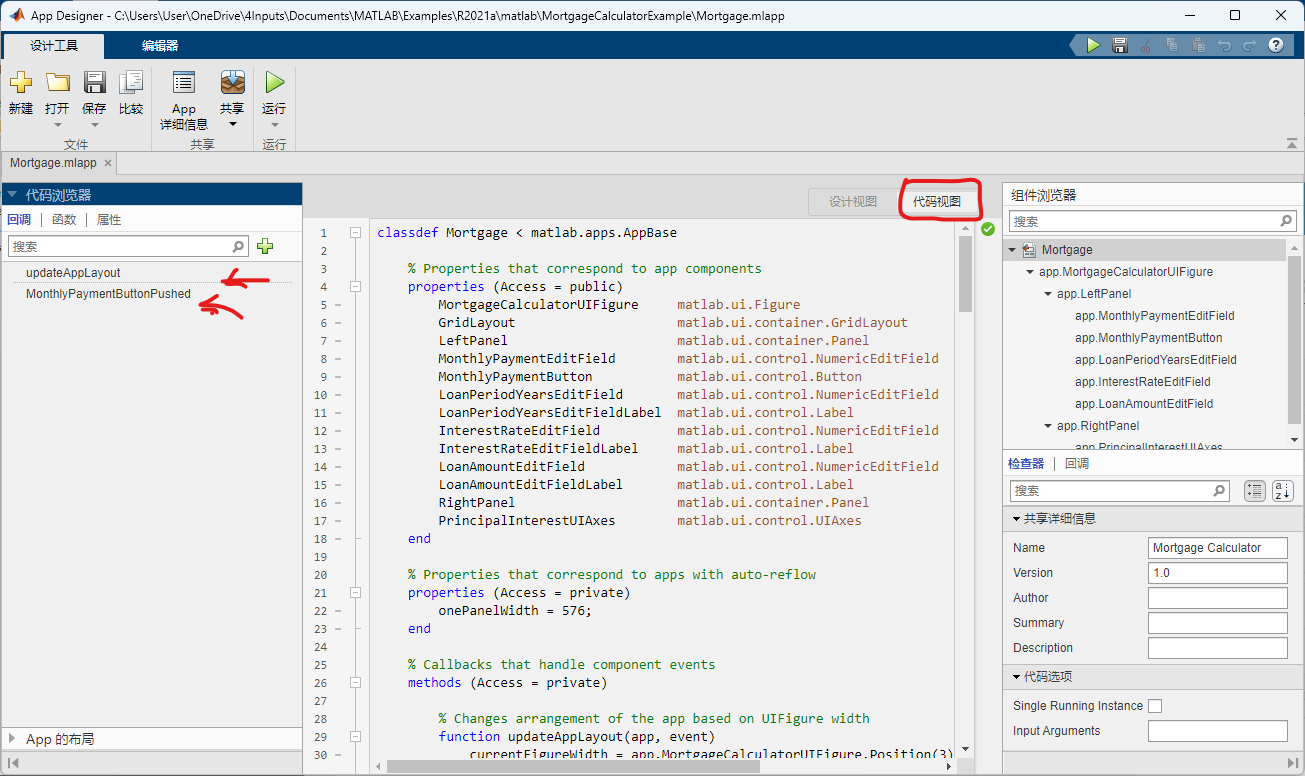 App Designer - C:\Users\User\OneDrive\4Inputs\Documents\MATLAB\Examples\R2021a\matlab\MortgageCalculatorExample\Mortgage.mlapp
设计工具 编辑器
新建 打开 保存 比较 App 详细信息 共享 运行
文件 共享 运行
Mortgage.mlapp
代码浏览器
回调 函数 属性
搜索
updateAppLayout
MonthlyPaymentButtonPushed
App 的布局
设计视图 代码视图
1 classdef Mortgage < matlab.apps.AppBase
2
3 % Properties that correspond to app components
4 properties (Access = public)
5 MortgageCalculatorUIFigure matlab.ui.Figure
6 GridLayout matlab.ui.container.GridLayout
7 LeftPanel matlab.ui.container.Panel
8 MonthlyPaymentEditField matlab.ui.control.NumericEditField
9 MonthlyPaymentButton matlab.ui.control.Button
10 LoanPeriodYearsEditField matlab.ui.control.NumericEditField
11 LoanPeriodYearsEditFieldLabel matlab.ui.control.Label
12 InterestRateEditField matlab.ui.control.NumericEditField
13 InterestRateEditFieldLabel matlab.ui.control.Label
14 LoanAmountEditField matlab.ui.control.NumericEditField
15 LoanAmountEditFieldLabel matlab.ui.control.Label
16 RightPanel matlab.ui.container.Panel
17 PrincipalInterestUIAxes matlab.ui.control.UIAxes
18 end
19
20 % Properties that correspond to apps with auto-reflow
21 properties (Access = private)
22 onePanelWidth = 576;
23 end
24
25 % Callbacks that handle component events
26 methods (Access = private)
27
28 % Changes arrangement of the app based on UIFigure width
29 function updateAppLayout(app, event)
30 currentFigureWidth = app.MortgageCalculatorUIFigure.Position(3)
组件浏览器
搜索
Mortgage
app.MortgageCalculatorUIFigure
app.LeftPanel
app.MonthlyPaymentEditField
app.MonthlyPaymentButton
app.LoanPeriodYearsEditField
app.InterestRateEditField
app.LoanAmountEditField
app.RightPanel
app.PrincipalInterestUIAxes
检查器 回调
搜索
共享详细信息
Name Mortgage Calculator
Version 1.0
Author
Summary
Description
代码选项
Single Running Instance
Input Arguments